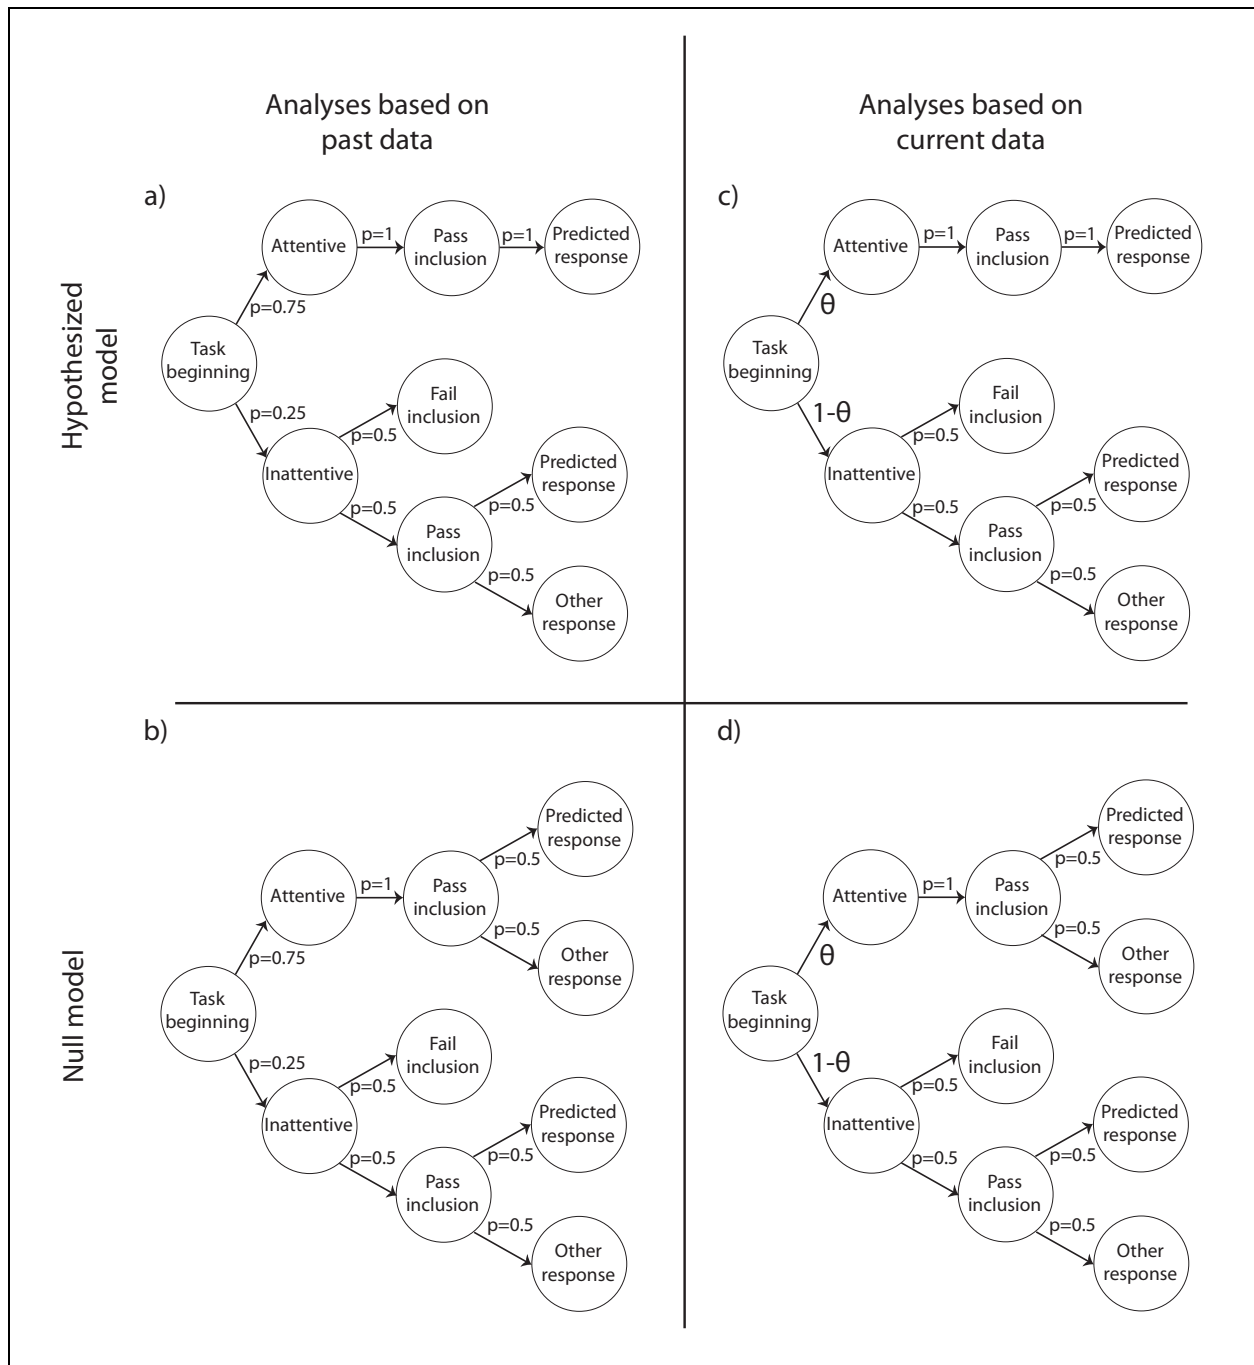 Analyses based on
past data
Analyses based on
current data
Hypothesized
model
Null model
a)
Attentive
p=1
Pass
inclusion
p=1
Predicted
response
p=0.75
Task
beginning
p=0.25
Fail
inclusion
p=0.5
Inattentive
p=0.5
Pass
inclusion
Predicted
response
p=0.5
p=0.5
Other
response
c)
Attentive
p=1
Pass
inclusion
p=1
Predicted
response
θ
Task
beginning
1-θ
Fail
inclusion
p=0.5
Inattentive
p=0.5
Pass
inclusion
Predicted
response
p=0.5
p=0.5
Other
response
b)
Predicted
response
p=0.5
Attentive
p=1
Pass
inclusion
p=0.5
Other
response
p=0.75
Task
beginning
p=0.25
Fail
inclusion
p=0.5
Inattentive
p=0.5
Pass
inclusion
Predicted
response
p=0.5
p=0.5
Other
response
d)
Predicted
response
p=0.5
Attentive
p=1
Pass
inclusion
p=0.5
Other
response
θ
Task
beginning
1-θ
Fail
inclusion
p=0.5
Inattentive
p=0.5
Pass
inclusion
Predicted
response
p=0.5
p=0.5
Other
response